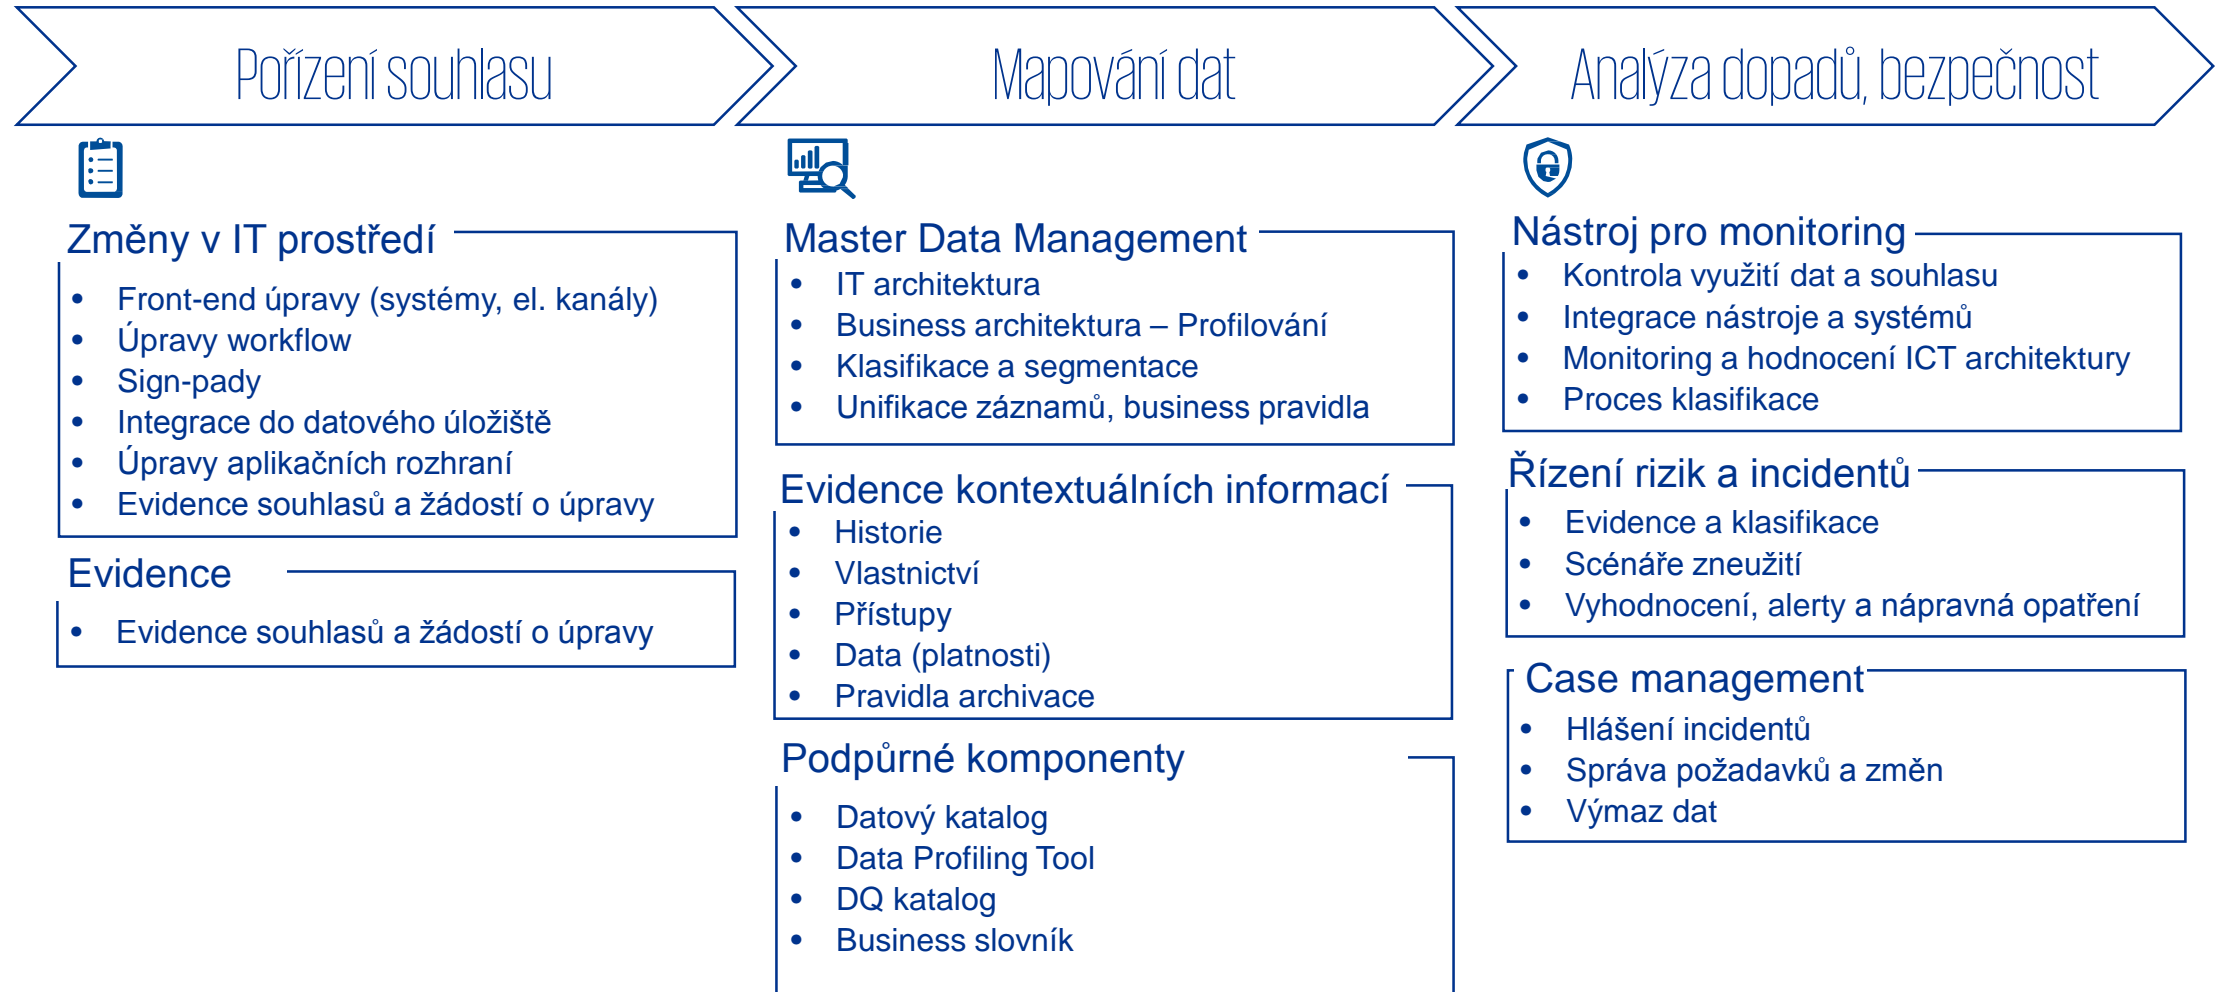 Pořízení souhlasu
Mapování dat
Analýza dopadů, bezpečnost
Změny v IT prostředí
• Front-end úpravy (systémy, el. kanály)
• Úpravy workflow
• Sign-pady
• Integrace do datového úložiště
• Úpravy aplikačních rozhraní
• Evidence souhlasů a žádostí o úpravy
Evidence
• Evidence souhlasů a žádostí o úpravy
Master Data Management
• IT architektura
• Business architektura – Profilování
• Klasifikace a segmentace
• Unifikace záznamů, business pravidla
Evidence kontextuálních informací
• Historie
• Vlastnictví
• Přístupy
• Data (platnosti)
• Pravidla archivace
Podpůrné komponenty
• Datový katalog
• Data Profiling Tool
• DQ katalog
• Business slovník
Nástroj pro monitoring
• Kontrola využití dat a souhlasu
• Integrace nástroje a systémů
• Monitoring a hodnocení ICT architektury
• Proces klasifikace
Řízení rizik a incidentů
• Evidence a klasifikace
• Scénáře zneužití
• Vyhodnocení, alerty a nápravná opatření
Case management
• Hlášení incidentů
• Správa požadavků a změn
• Výmaz dat